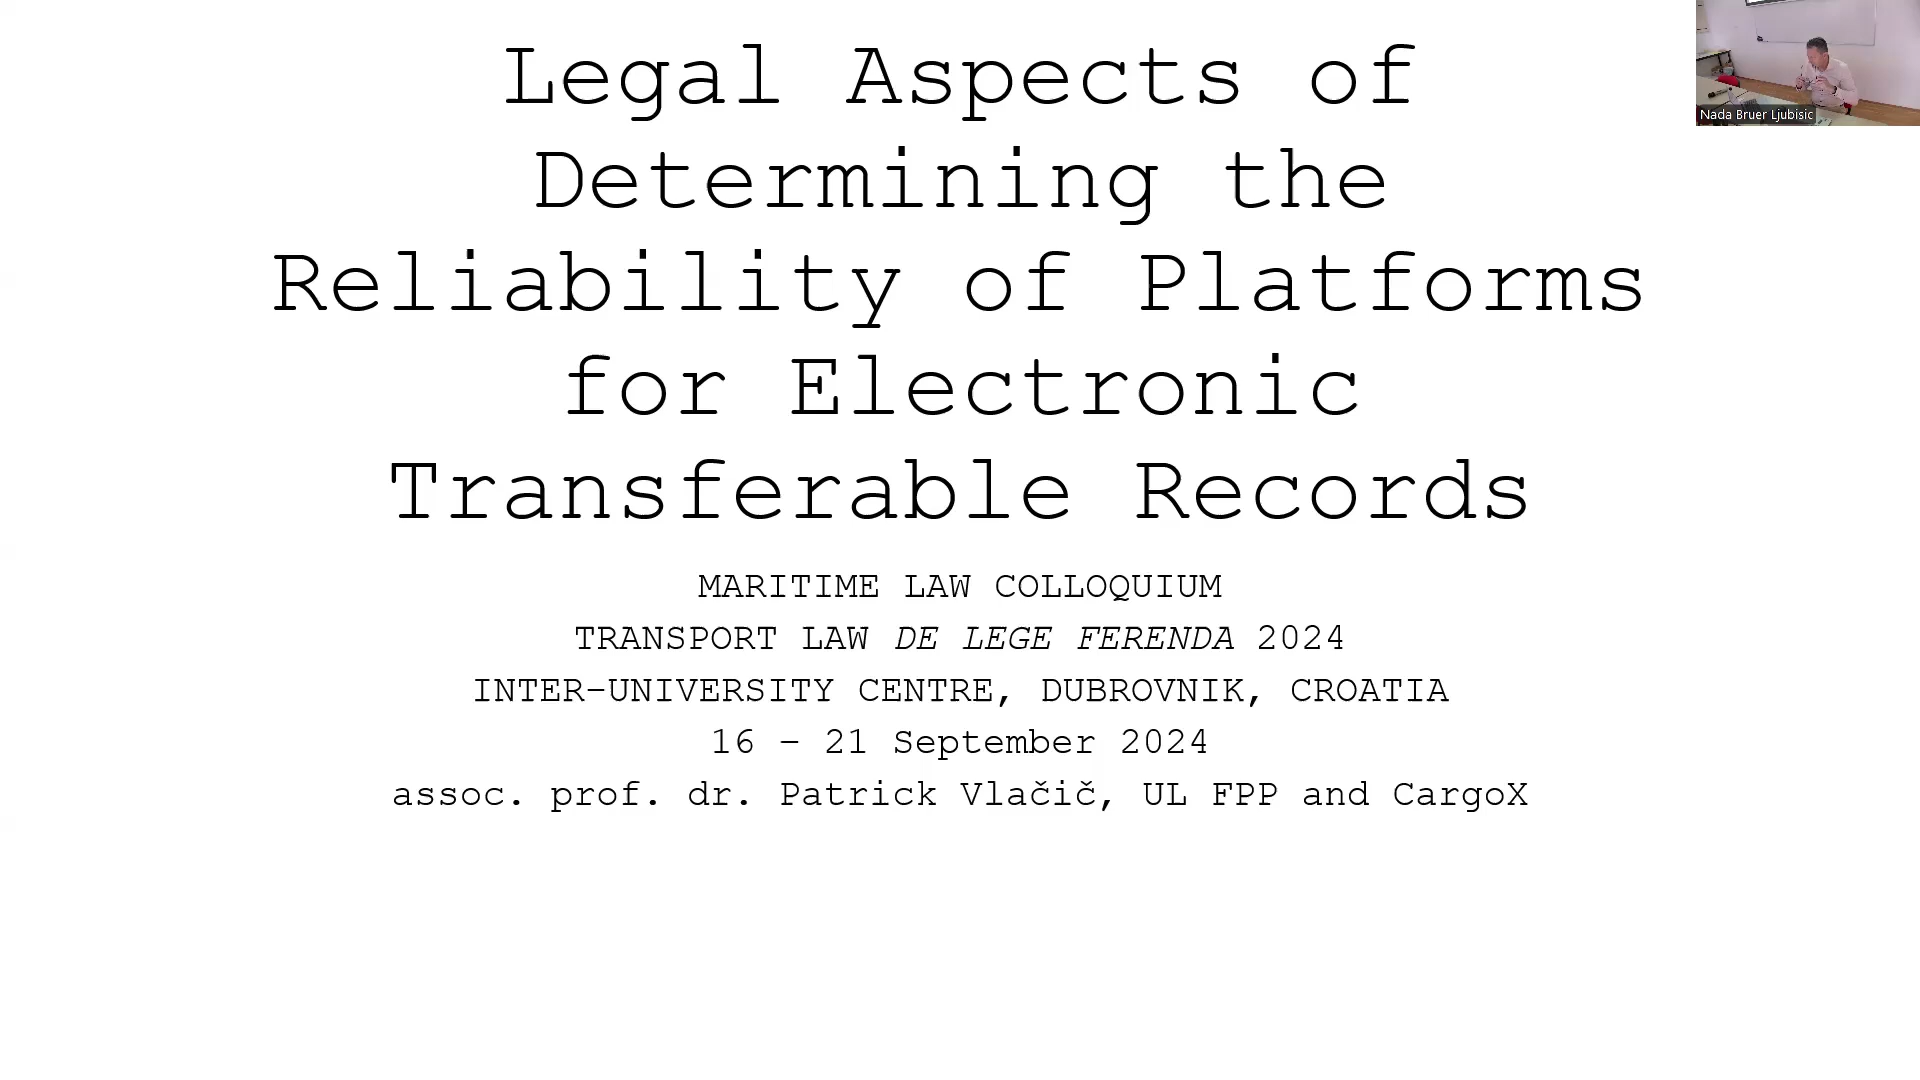 Legal Aspects of
Determining the
Reliability of Platforms
for Electronic
Transferable Records
MARITIME LAW COLLOQUIUM
TRANSPORT LAW DE LEGE FERENDA 2024
INTER-UNIVERSITY CENTRE, DUBROVNIK, CROATIA
16 – 21 September 2024
assoc. prof. dr. Patrick Vlačič, UL FPP and CargoX
Nada Bruer Ljubisic